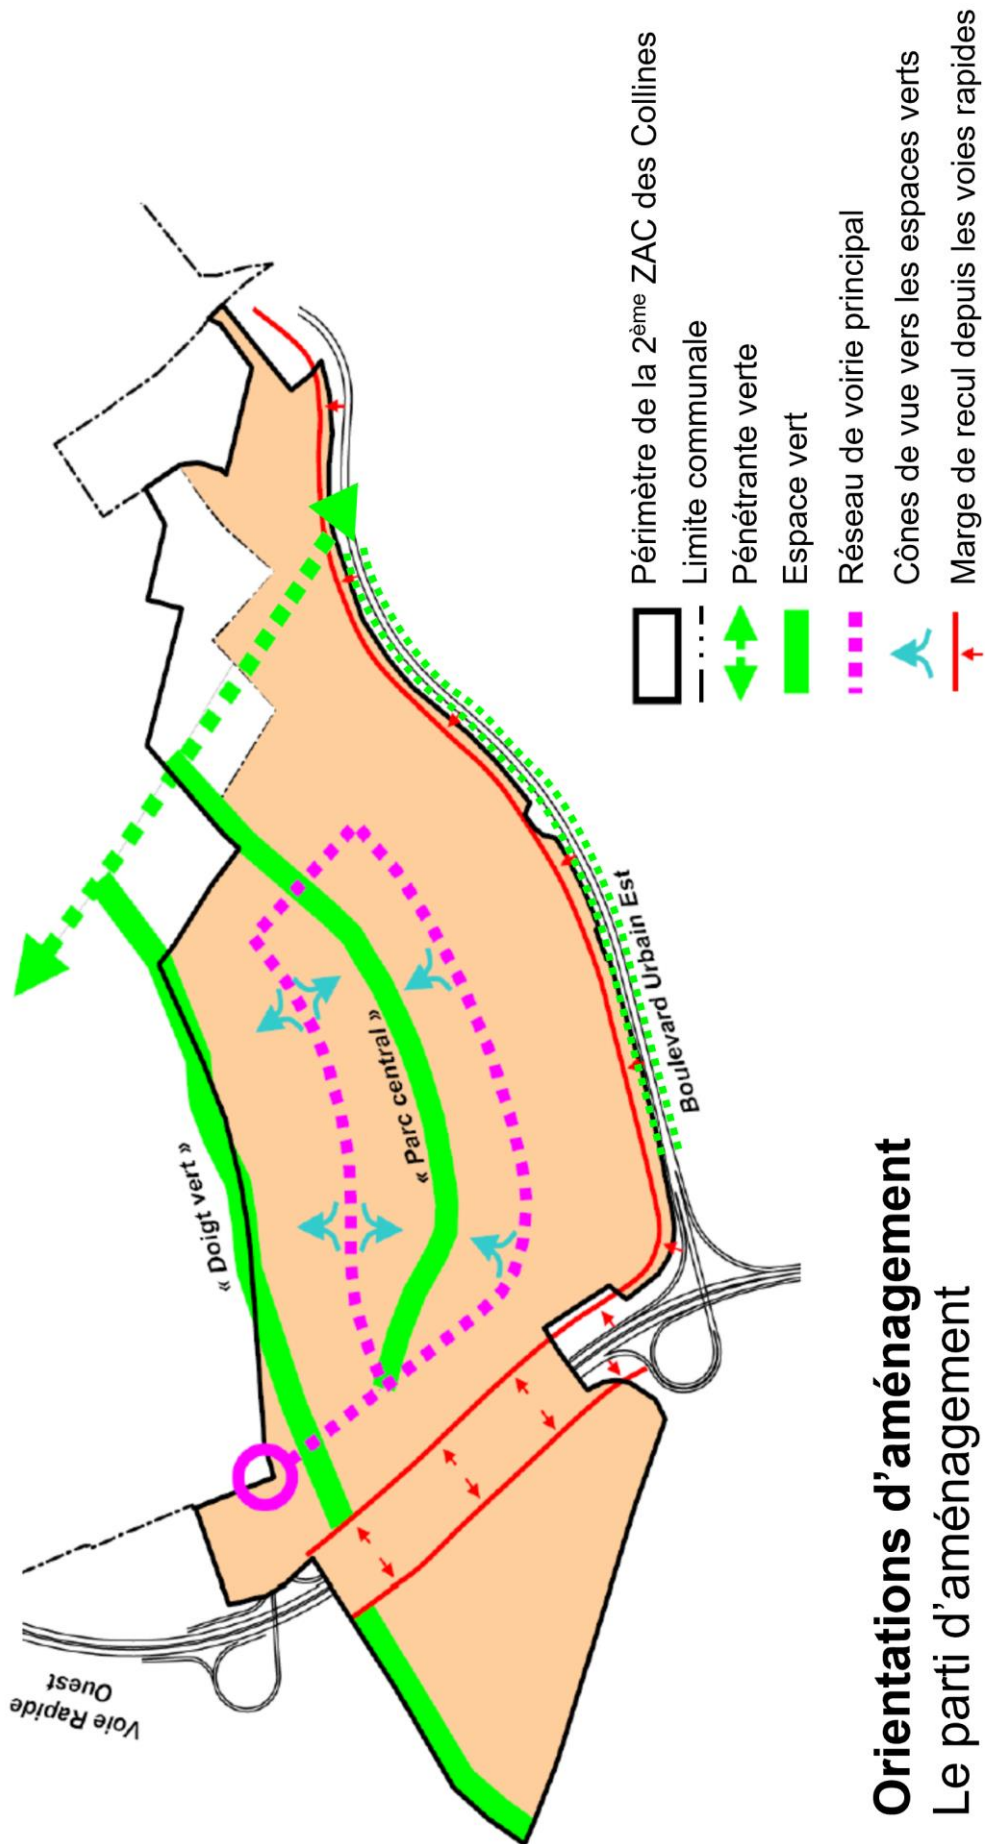 Voie Rapide
Ouest
« Doigt vert »
« Parc central »
Boulevard Urbain Est
Orientations d'aménagement
Le parti d'aménagement
Périmètre de la 2ème ZAC des Collines
Limite communale
Pénétrante verte
Espace vert
Réseau de voirie principal
Cônes de vue vers les espaces verts
Marge de recul depuis les voies rapides